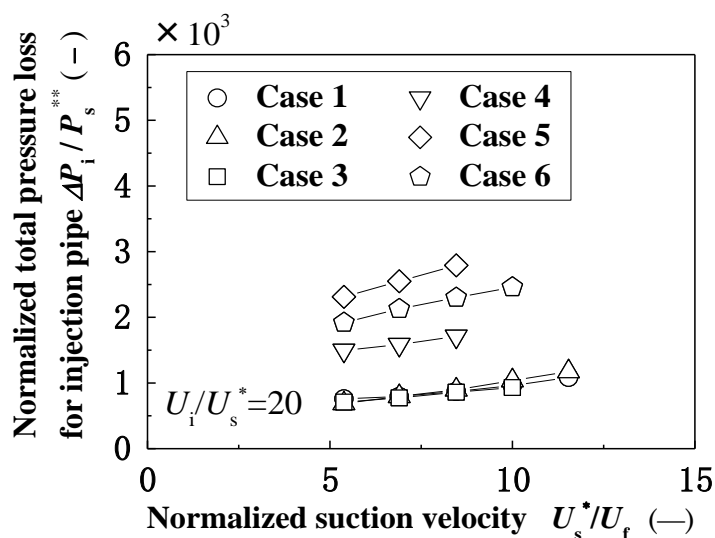 × 10³
Normalized total pressure loss
for injection pipe ΔPᵢ / Pₛ** (−)
6
5
4
3
2
1
0
Case 1
Case 2
Case 3
Case 4
Case 5
Case 6
Uᵢ/Uₛ*=20
0
5
10
15
Normalized suction velocity Uₛ*/U_f (—)